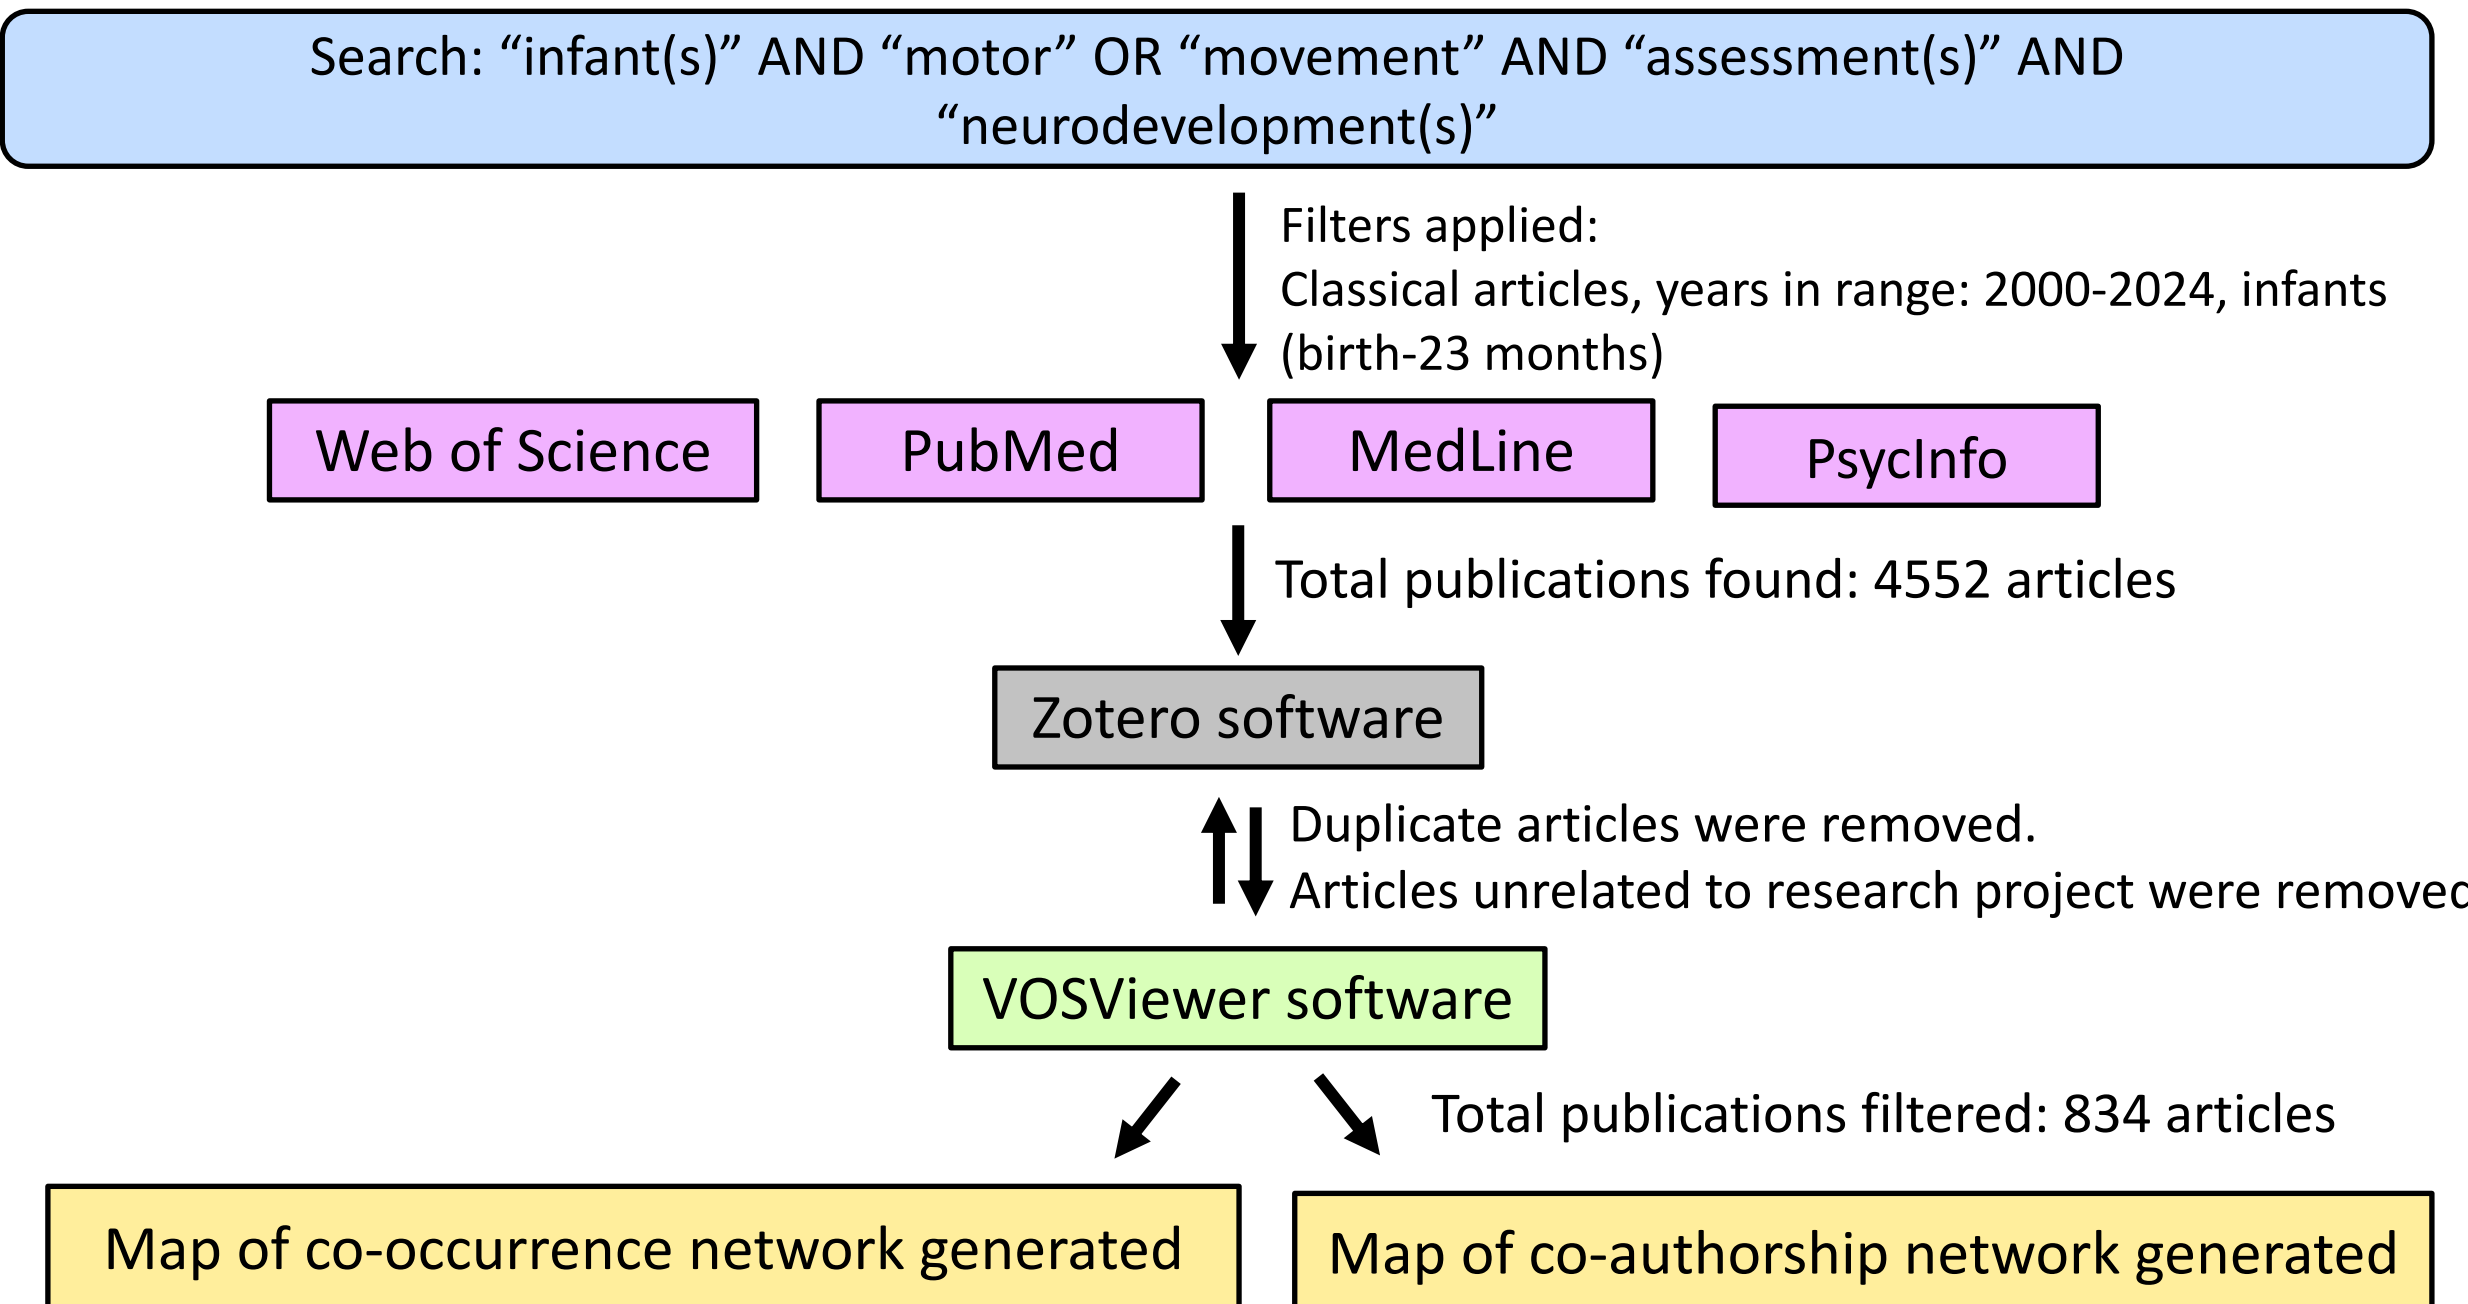 Search: “infant(s)” AND “motor” OR “movement” AND “assessment(s)” AND
“neurodevelopment(s)”
Filters applied:
Classical articles, years in range: 2000-2024, infants
(birth-23 months)
Web of Science
PubMed
MedLine
PsycInfo
Total publications found: 4552 articles
Zotero software
Duplicate articles were removed.
Articles unrelated to research project were removed
VOSViewer software
Total publications filtered: 834 articles
Map of co-occurrence network generated
Map of co-authorship network generated